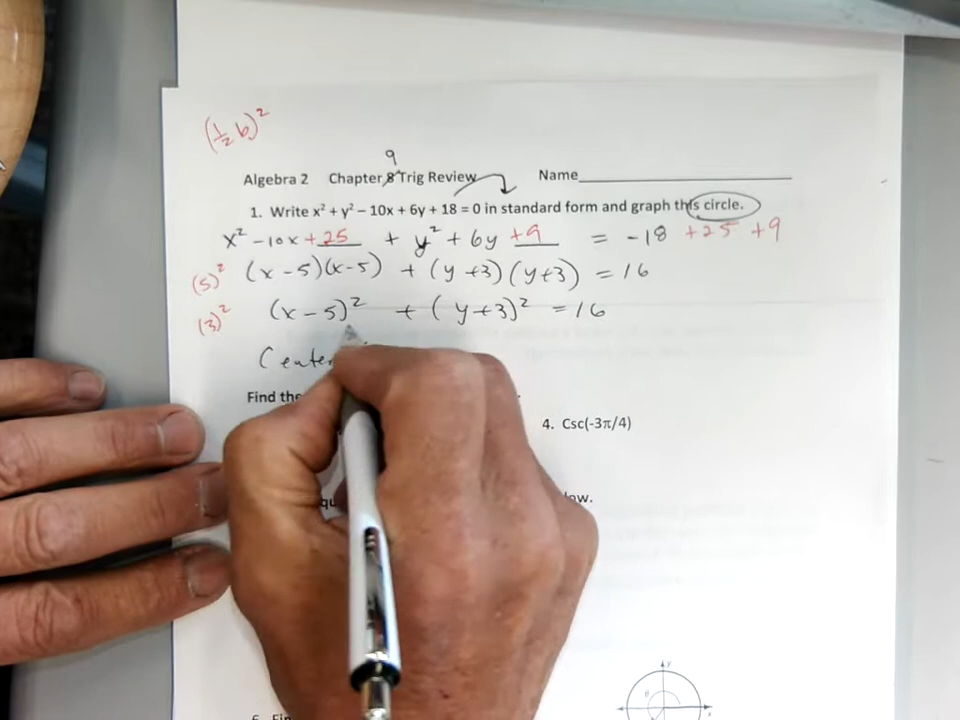 (½ b)²
9
Algebra 2 Chapter 8 Trig Review Name
1. Write x² + y² – 10x + 6y + 18 = 0 in standard form and graph this circle.
x² - 10x + 25 + y² + 6y + 9 = -18 + 25 + 9
(5)² (x - 5)(x - 5) + (y + 3)(y + 3) = 16
(3)² (x - 5)² + (y + 3)² = 16
Center
Find the
4. Csc(-3π/4)
y
θ
x